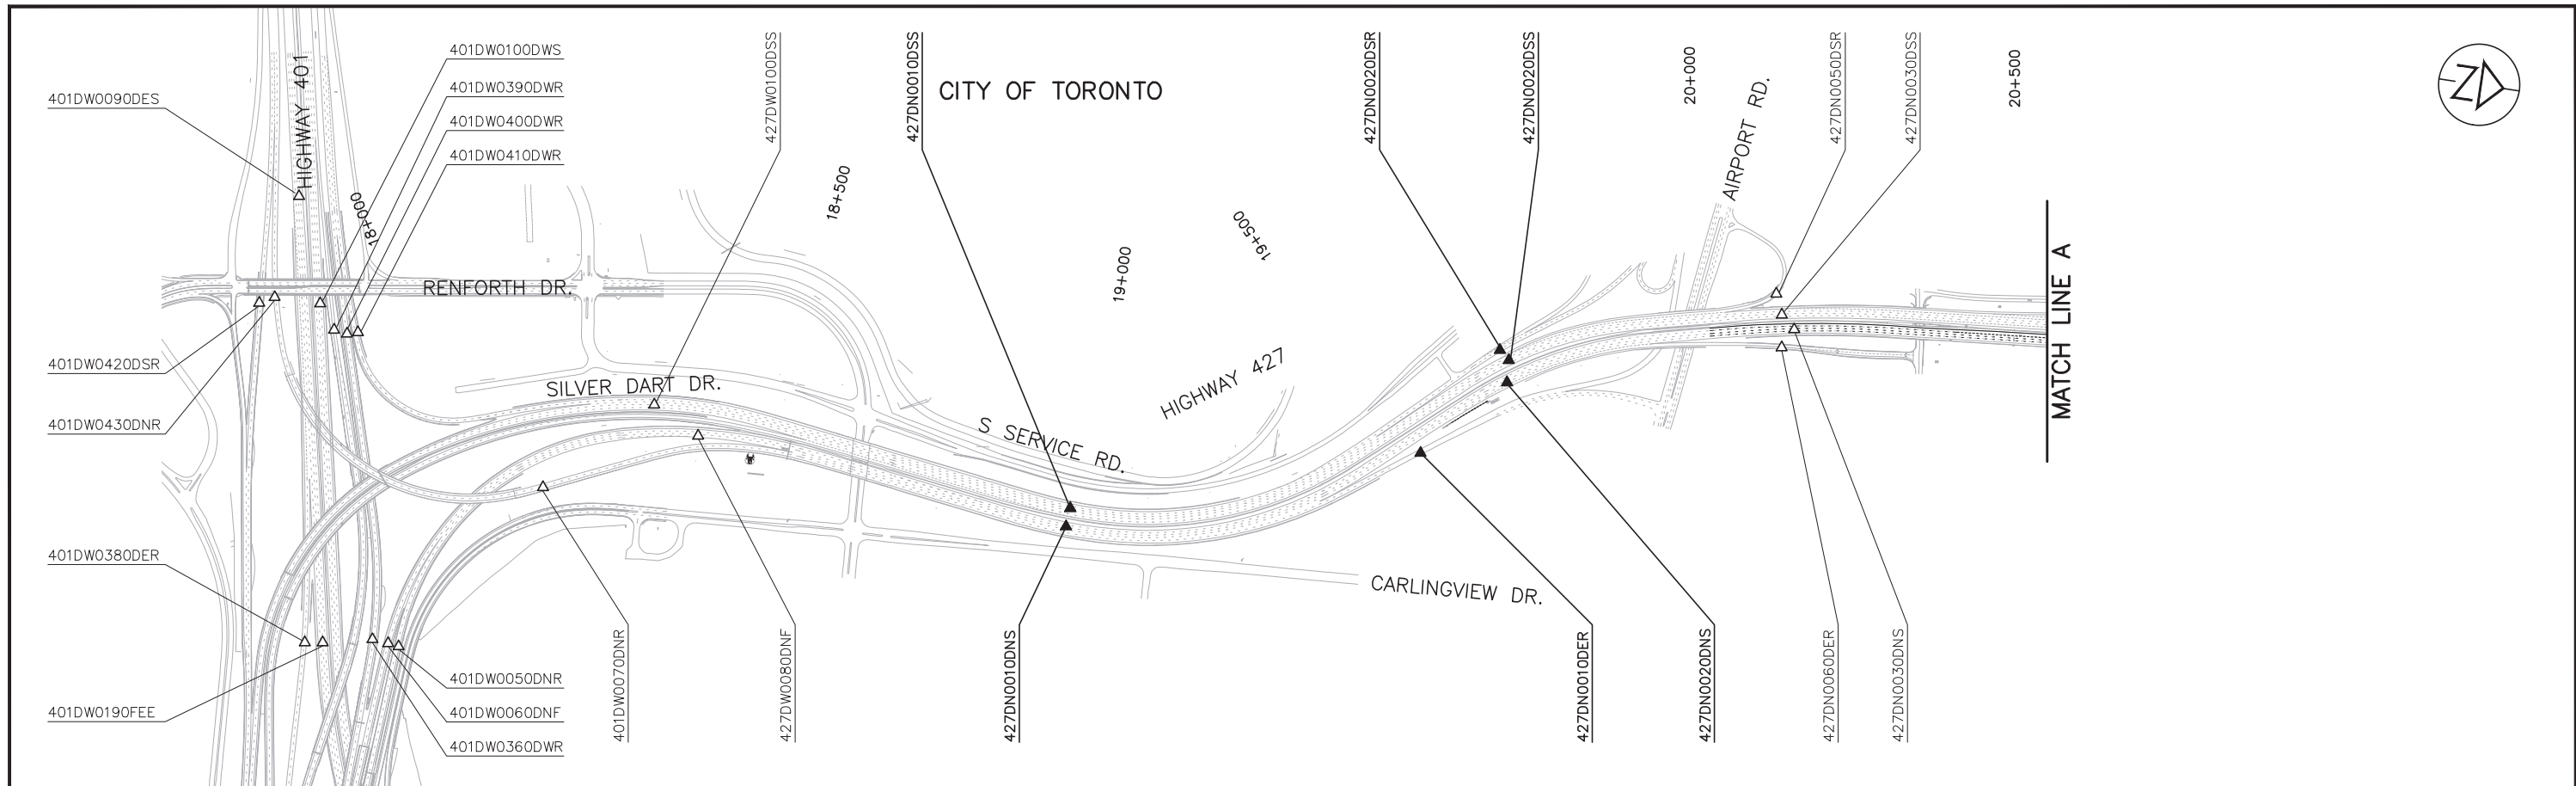 401DW0090DES
HIGHWAY 401
401DW0100DWS
401DW0390DWR
401DW0400DWR
401DW0410DWR
427DW0100DSS
427DN0010DSS
CITY OF TORONTO
427DN0020DSR
427DN0020DSS
20+000
AIRPORT RD.
427DN0050DSR
427DN0030DSS
20+500
N
18+000
18+500
19+000
19+500
RENFORTH DR.
MATCH LINE A
401DW0420DSR
401DW0430DNR
SILVER DART DR.
S SERVICE RD.
HIGHWAY 427
401DW0380DER
401DW0190FEE
CARLINGVIEW DR.
401DW0050DNR
401DW0060DNF
401DW0360DWR
401DW0070DNR
427DW0080DNF
427DN0010DNS
427DN0010DER
427DN0020DNS
427DN0060DER
427DN0030DNS